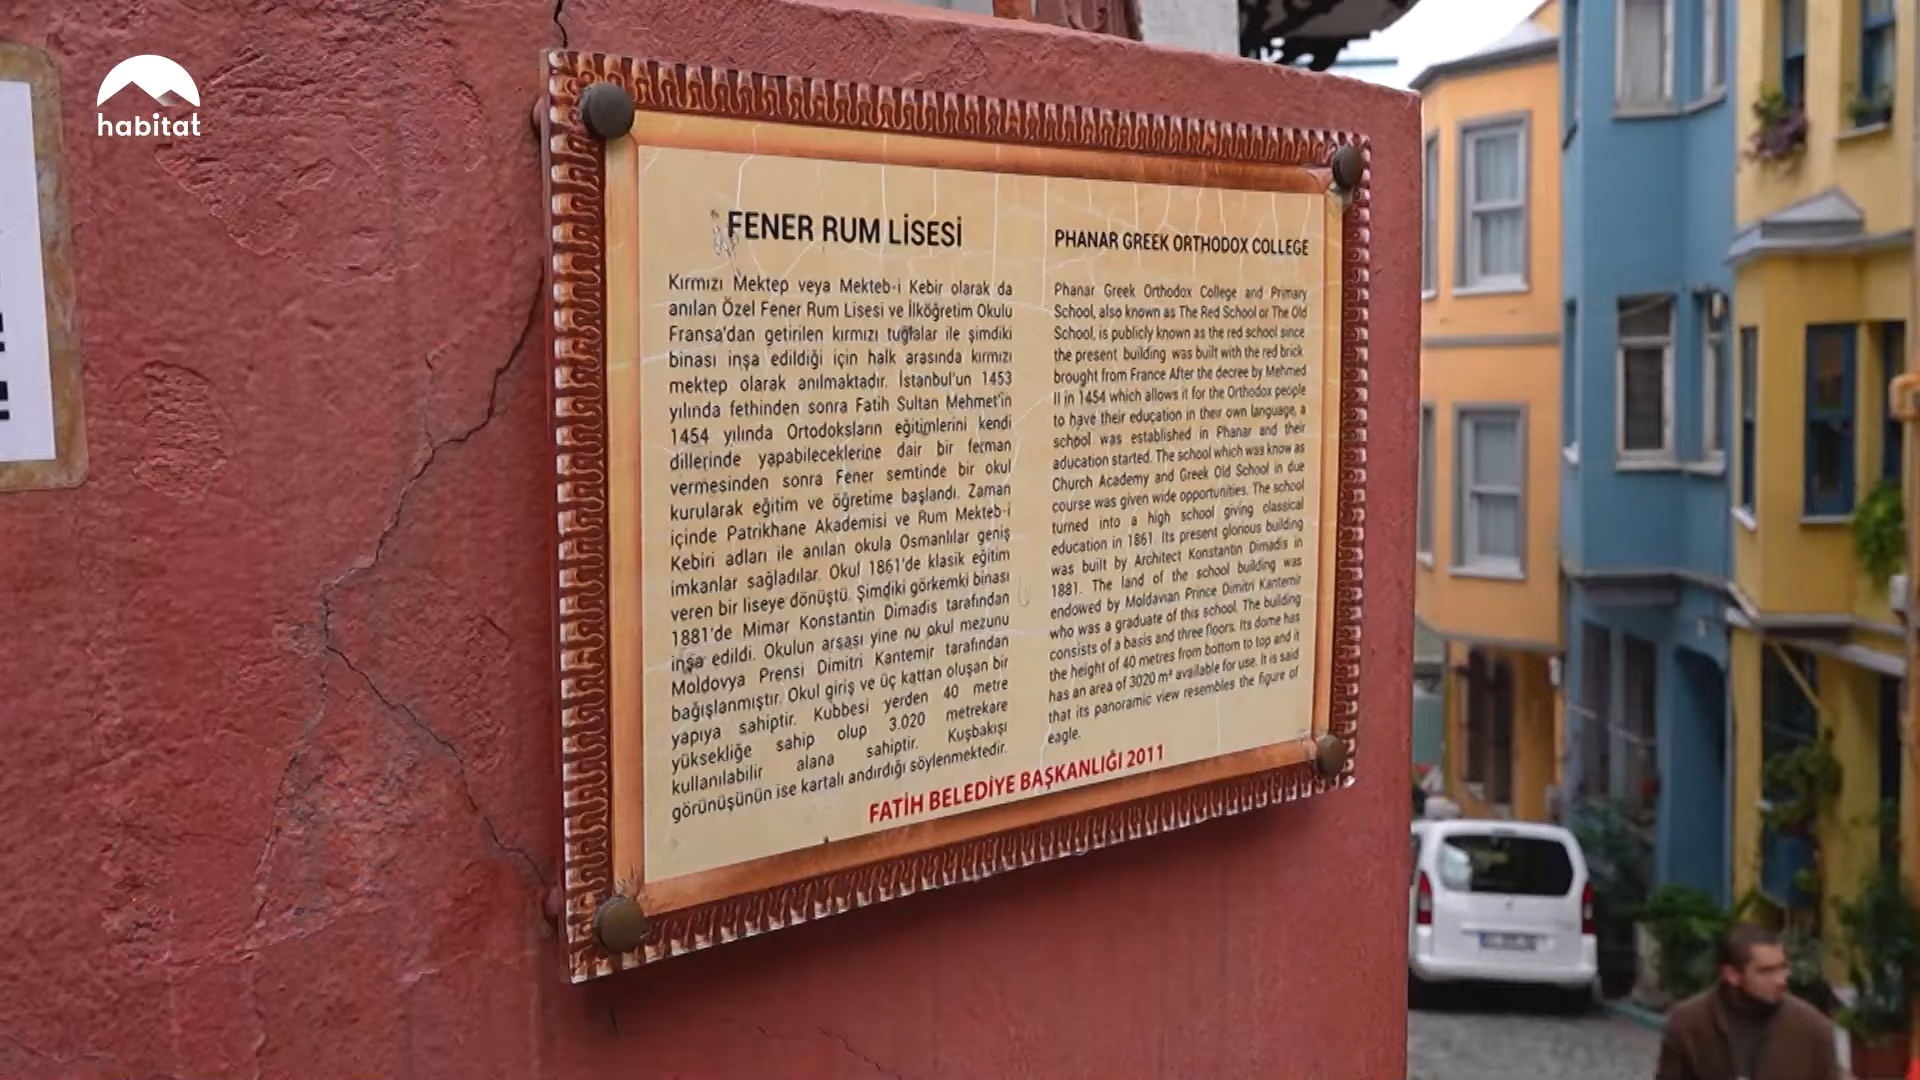 habitat
FENER RUM LİSESİ
Kırmızı Mektep veya Mekteb-i Kebir olarak da
anılan Özel Fener Rum Lisesi ve İlköğretim Okulu
Fransa'dan getirilen kırmızı tuğlalar ile şimdiki
binası inşa edildiği için halk arasında kırmızı
mektep olarak anılmaktadır. İstanbul'un 1453
yılında fethinden sonra Fatih Sultan Mehmet'in
1454 yılında Ortodoksların eğitimlerini kendi
dillerinde yapabileceklerine dair bir ferman
vermesinden sonra Fener semtinde bir okul
kurularak eğitim ve öğretime başlandı. Zaman
içinde Patrikhane Akademisi ve Rum Mekteb-i
Kebiri adları ile anılan okula Osmanlılar geniş
imkanlar sağladılar. Okul 1861'de klasik eğitim
veren bir liseye dönüştü. Şimdiki görkemki binası
1881'de Mimar Konstantin Dimadis tarafından
inşa edildi. Okulun arsası yine nu okul mezunu
Moldovya Prensi Dimitri Kantemir tarafından
bağışlanmıştır. Okul giriş ve üç kattan oluşan bir
yapıya sahiptir. Kubbesi yerden 40 metre
yüksekliğe sahip olup 3.020 metrekare
kullanılabilir alana sahiptir. Kuşbakışı
görünüşünün ise kartalı andırdığı söylenmektedir.
PHANAR GREEK ORTHODOX COLLEGE
Phanar Greek Orthodox College and Primary
School, also known as The Red School or The Old
School, is publicly known as the red school since
the present building was built with the red brick
brought from France After the decree by Mehmed
II in 1454 which allows it for the Orthodox people
to have their education in their own language, a
school was established in Phanar and their
aducation started. The school which was know as
Church Academy and Greek Old School in due
course was given wide opportunities. The school
turned into a high school giving classical
education in 1861. Its present glorious building
was built by Architect Konstantin Dimadis in
1881. The land of the school building was
endowed by Moldavian Prince Dimitri Kantemir
who was a graduate of this school. The building
consists of a basis and three floors. Its dome has
the height of 40 metres from bottom to top and it
has an area of 3020 m² available for use. It is said
that its panoramic view resembles the figure of
eagle.
FATİH BELEDİYE BAŞKANLIĞI 2011